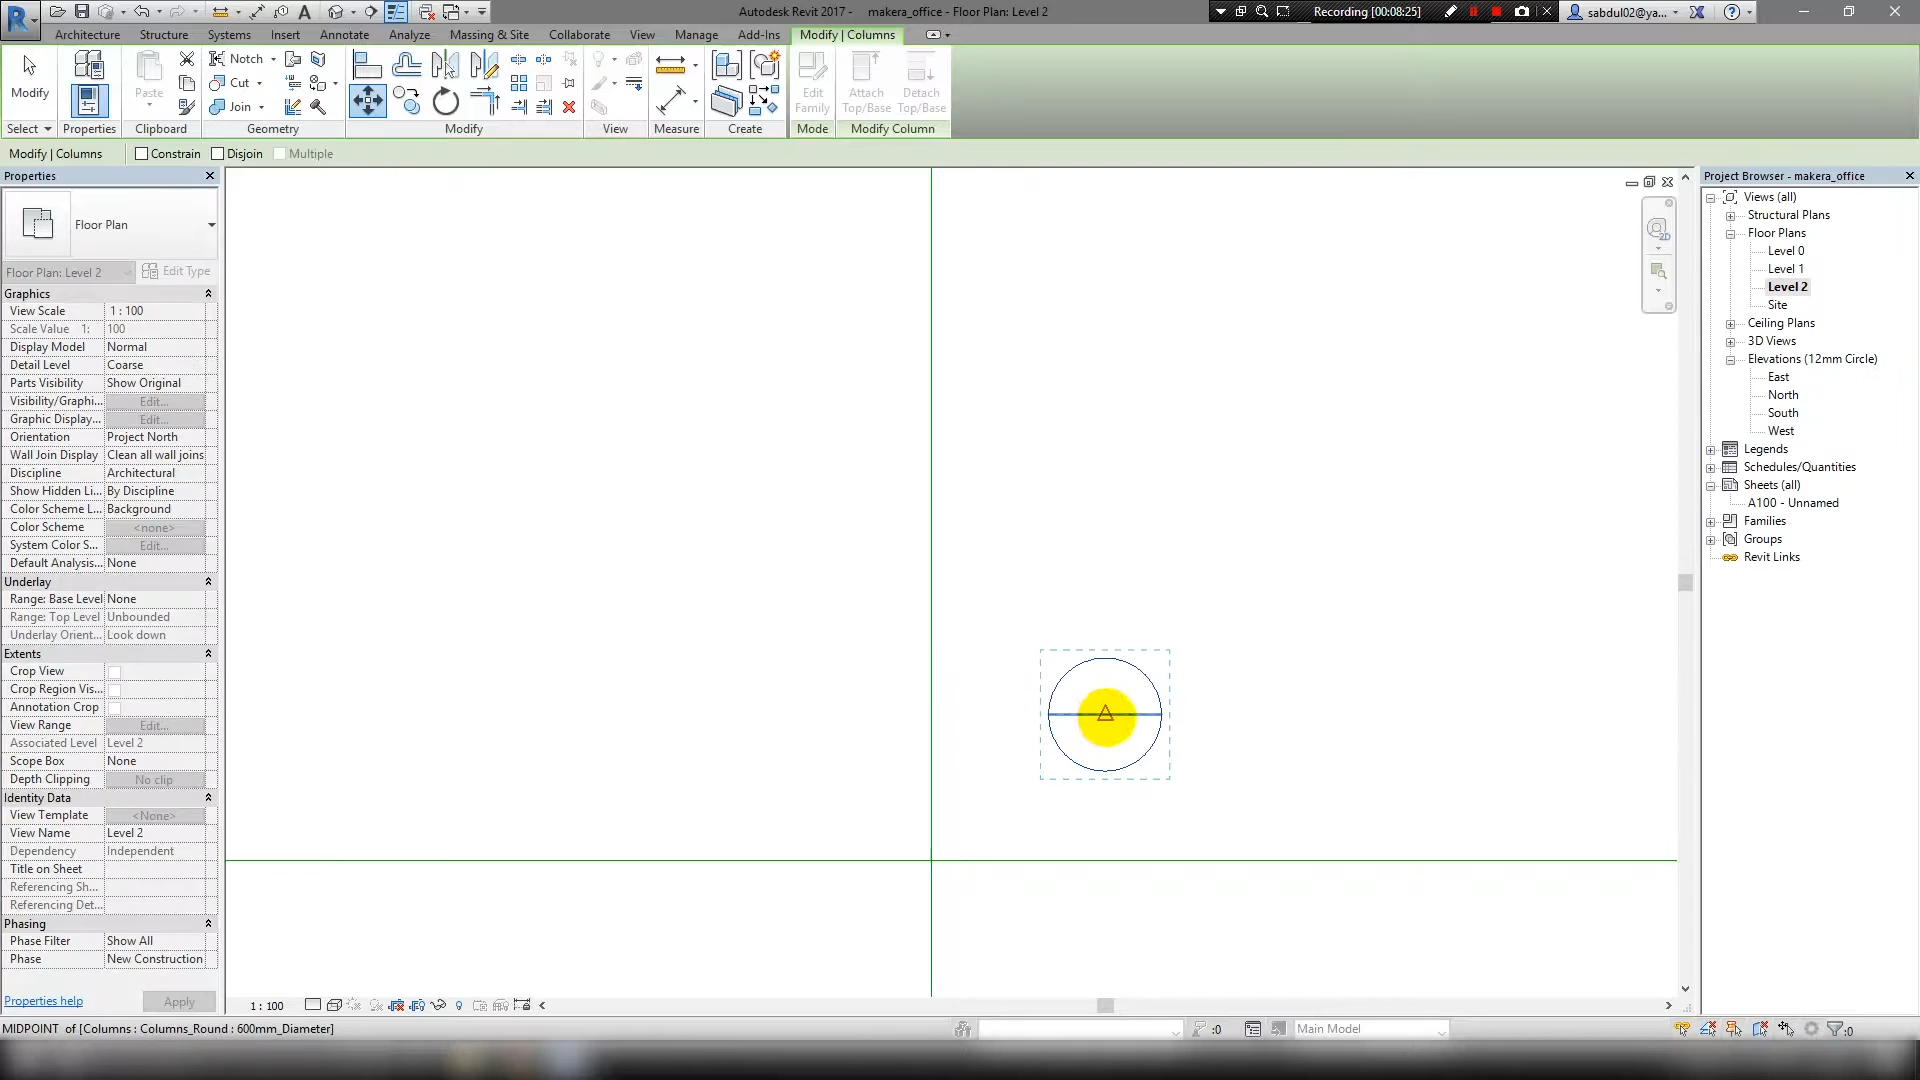 Autodesk Revit 2017 - makera_office - Floor Plan: Level 2
Recording [00:08:25]
sabdul02@ya...
Architecture Structure Systems Insert Annotate Analyze Massing & Site Collaborate View Manage Add-Ins Modify | Columns
Modify
Paste
Notch
Cut
Join
Edit Family
Attach Top/Base
Detach Top/Base
Select Properties Clipboard Geometry Modify View Measure Create Mode Modify Column
Modify | Columns Constrain Disjoin Multiple
Properties
Floor Plan
Floor Plan: Level 2 Edit Type
Graphics
View Scale 1 : 100
Scale Value 1: 100
Display Model Normal
Detail Level Coarse
Parts Visibility Show Original
Visibility/Graphi... Edit...
Graphic Display... Edit...
Orientation Project North
Wall Join Display Clean all wall joins
Discipline Architectural
Show Hidden Li... By Discipline
Color Scheme L... Background
Color Scheme <none>
System Color S... Edit...
Default Analysis... None
Underlay
Range: Base Level None
Range: Top Level Unbounded
Underlay Orient... Look down
Extents
Crop View
Crop Region Vis...
Annotation Crop
View Range Edit...
Associated Level Level 2
Scope Box None
Depth Clipping No clip
Identity Data
View Template <None>
View Name Level 2
Dependency Independent
Title on Sheet
Referencing Sh...
Referencing Det...
Phasing
Phase Filter Show All
Phase New Construction
Properties help Apply
2D
1 : 100
Project Browser - makera_office
Views (all)
Structural Plans
Floor Plans
Level 0
Level 1
Level 2
Site
Ceiling Plans
3D Views
Elevations (12mm Circle)
East
North
South
West
Legends
Schedules/Quantities
Sheets (all)
A100 - Unnamed
Families
Groups
Revit Links
MIDPOINT of [Columns : Columns_Round : 600mm_Diameter]
:0
Main Model
:0